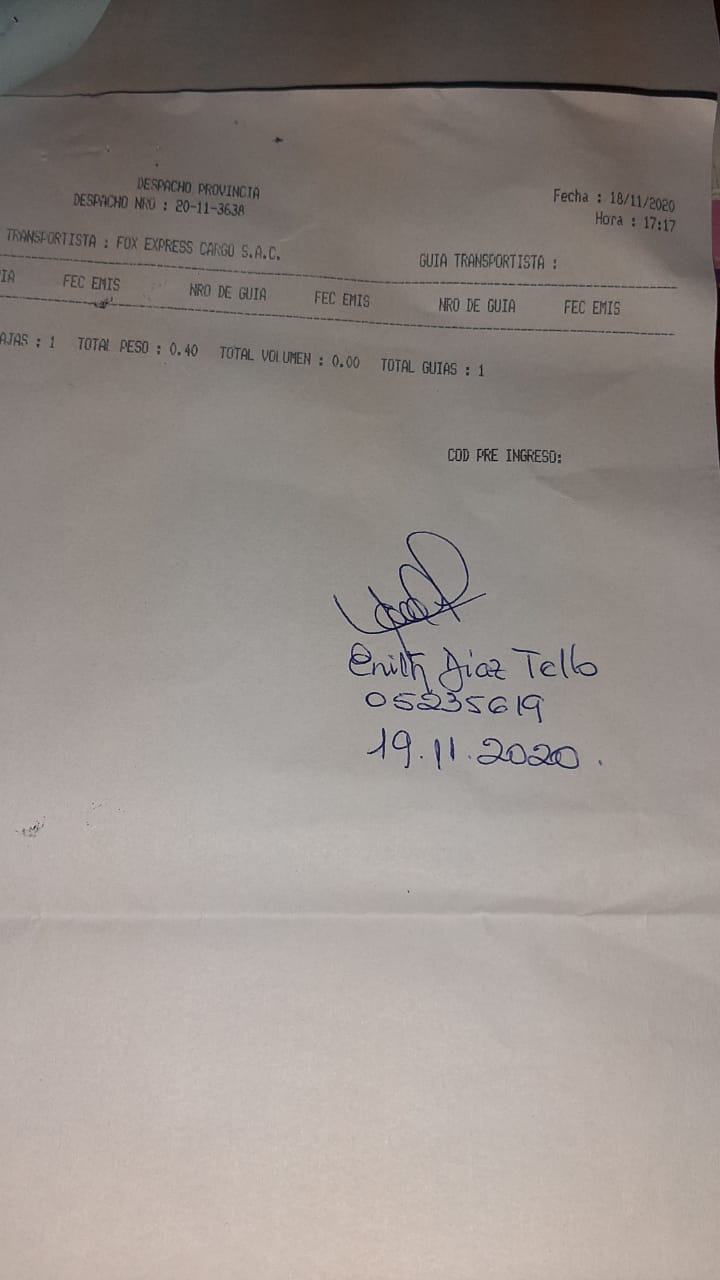 DESPACHO PROVINCIA
DESPACHO NRO : 20-11-3638
Fecha : 18/11/2020
Hora : 17:17
TRANSPORTISTA : FOX EXPRESS CARGO S.A.C.
GUIA TRANSPORTISTA :
IA FEC EMIS NRO DE GUIA FEC EMIS NRO DE GUIA FEC EMIS
AJAS : 1 TOTAL PESO : 0.40 TOTAL VOLUMEN : 0.00 TOTAL GUIAS : 1
COD PRE INGRESO:
Enith Diaz Tello
05235619
19.11.2020.